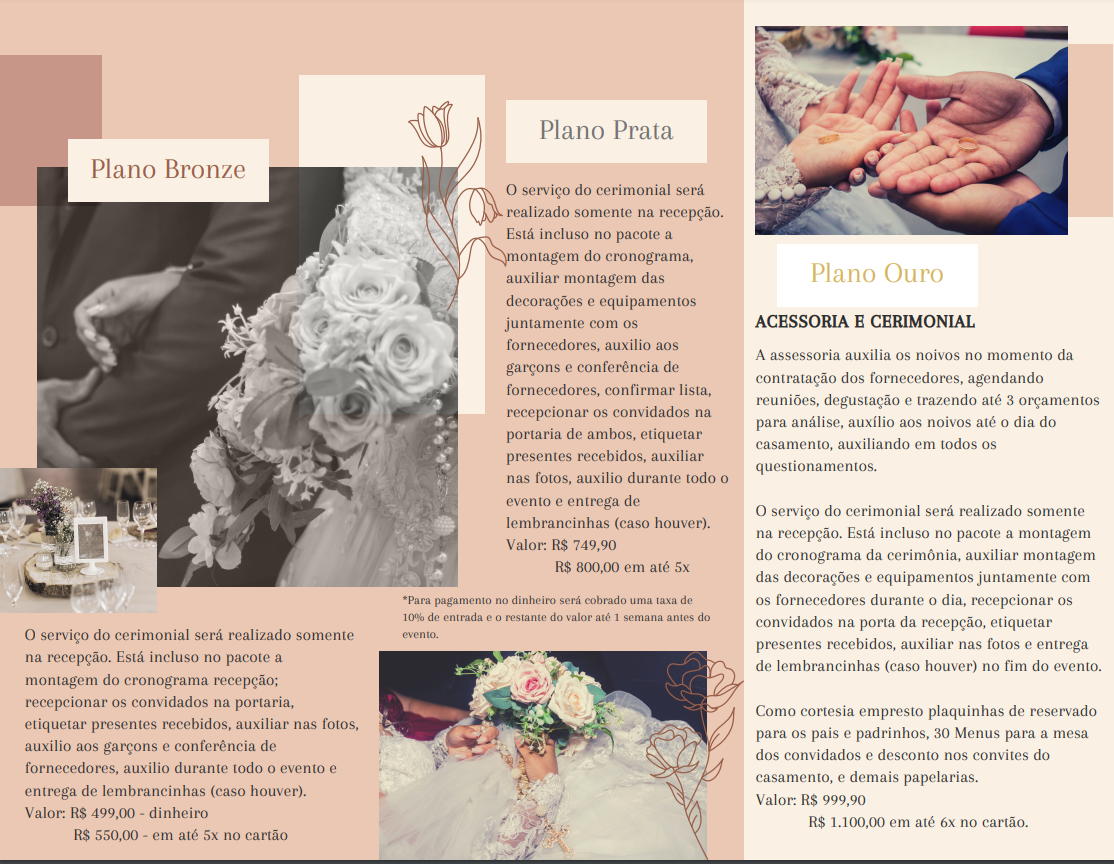 Plano Bronze
O serviço do cerimonial será realizado somente
na recepção. Está incluso no pacote a
montagem do cronograma recepção;
recepcionar os convidados na portaria,
etiquetar presentes recebidos, auxiliar nas fotos,
auxilio aos garçons e conferência de
fornecedores, auxilio durante todo o evento e
entrega de lembrancinhas (caso houver).
Valor: R$ 499,00 - dinheiro
R$ 550,00 - em até 5x no cartão
Plano Prata
O serviço do cerimonial será
realizado somente na recepção.
Está incluso no pacote a
montagem do cronograma,
auxiliar montagem das
decorações e equipamentos
juntamente com os
fornecedores, auxilio aos
garçons e conferência de
fornecedores, confirmar lista,
recepcionar os convidados na
portaria de ambos, etiquetar
presentes recebidos, auxiliar
nas fotos, auxilio durante todo o
evento e entrega de
lembrancinhas (caso houver).
Valor: R$ 749,90
R$ 800,00 em até 5x
*Para pagamento no dinheiro será cobrado uma taxa de
10% de entrada e o restante do valor até 1 semana antes do
evento.
Plano Ouro
ACESSORIA E CERIMONIAL
A assessoria auxilia os noivos no momento da
contratação dos fornecedores, agendando
reuniões, degustação e trazendo até 3 orçamentos
para análise, auxílio aos noivos até o dia do
casamento, auxiliando em todos os
questionamentos.
O serviço do cerimonial será realizado somente
na recepção. Está incluso no pacote a montagem
do cronograma da cerimônia, auxiliar montagem
das decorações e equipamentos juntamente com
os fornecedores durante o dia, recepcionar os
convidados na porta da recepção, etiquetar
presentes recebidos, auxiliar nas fotos e entrega
de lembrancinhas (caso houver) no fim do evento.
Como cortesia empresto plaquinhas de reservado
para os pais e padrinhos, 30 Menus para a mesa
dos convidados e desconto nos convites do
casamento, e demais papelarias.
Valor: R$ 999,90
R$ 1.100,00 em até 6x no cartão.